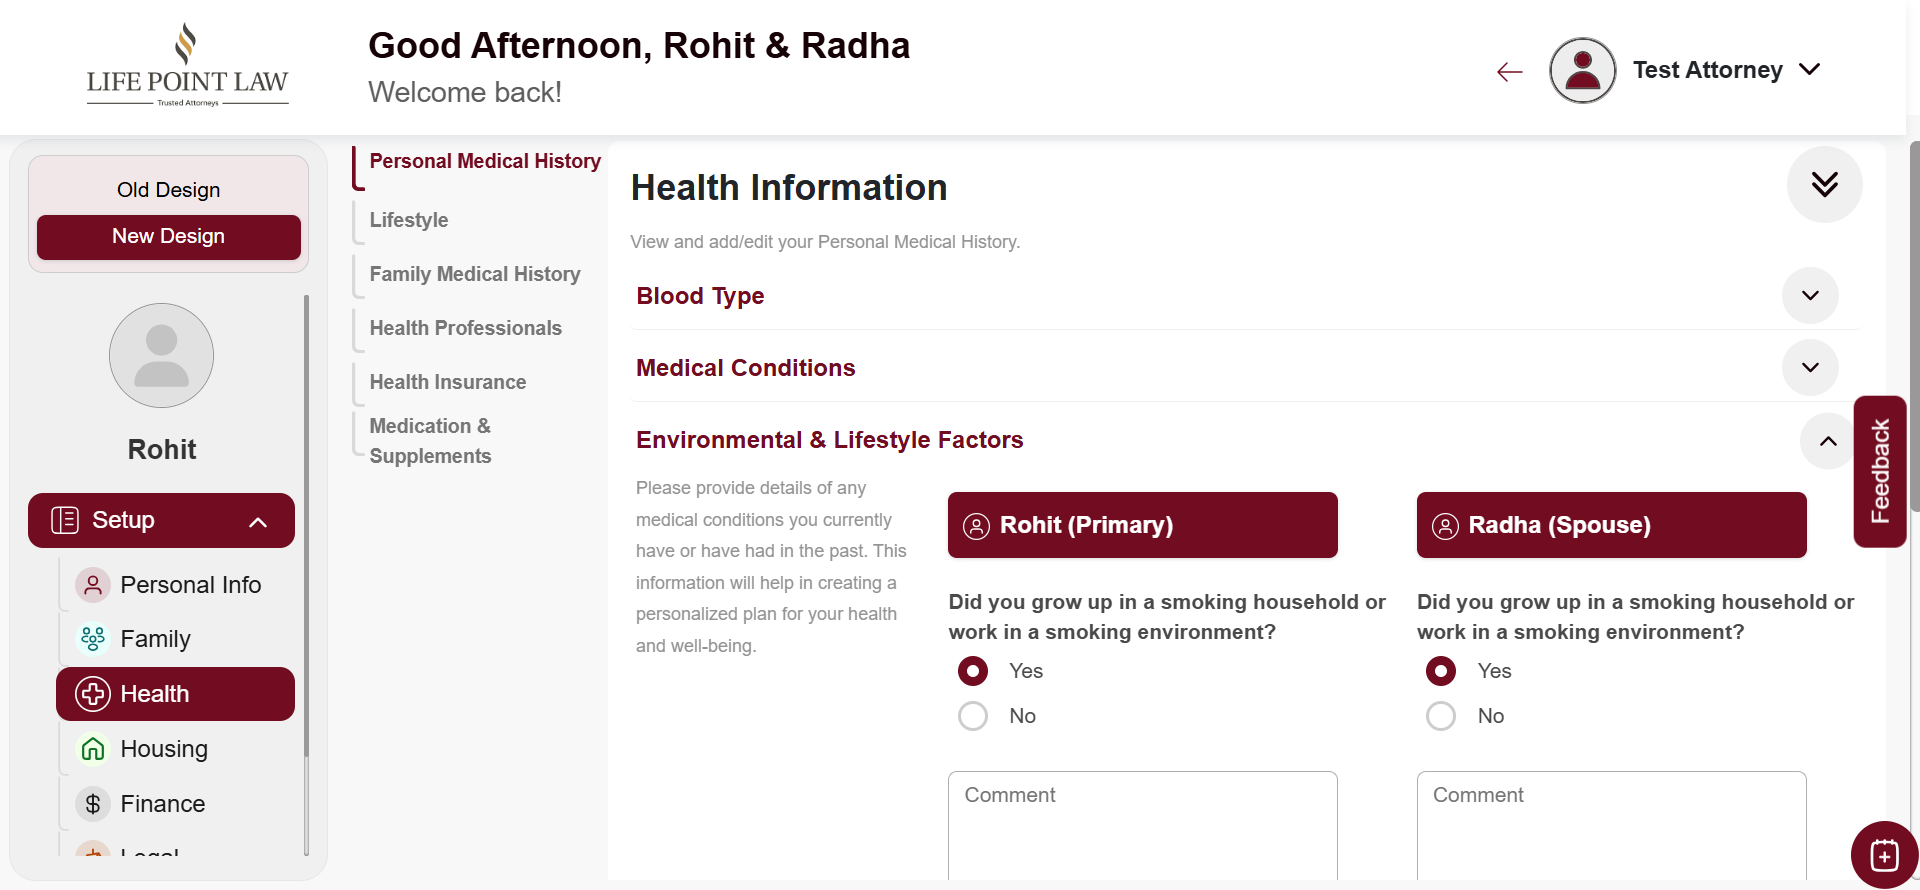 LIFE POINT LAW
Trusted Attorneys
Good Afternoon, Rohit & Radha
Welcome back!
Test Attorney
Old Design
New Design
Rohit
Setup
Personal Info
Family
Health
Housing
Finance
Legal
Personal Medical History
Lifestyle
Family Medical History
Health Professionals
Health Insurance
Medication &
Supplements
Health Information
View and add/edit your Personal Medical History.
Blood Type
Medical Conditions
Environmental & Lifestyle Factors
Please provide details of any
medical conditions you currently
have or have had in the past. This
information will help in creating a
personalized plan for your health
and well-being.
Rohit (Primary)
Did you grow up in a smoking household or
work in a smoking environment?
Yes
No
Comment
Radha (Spouse)
Did you grow up in a smoking household or
work in a smoking environment?
Yes
No
Comment
Feedback